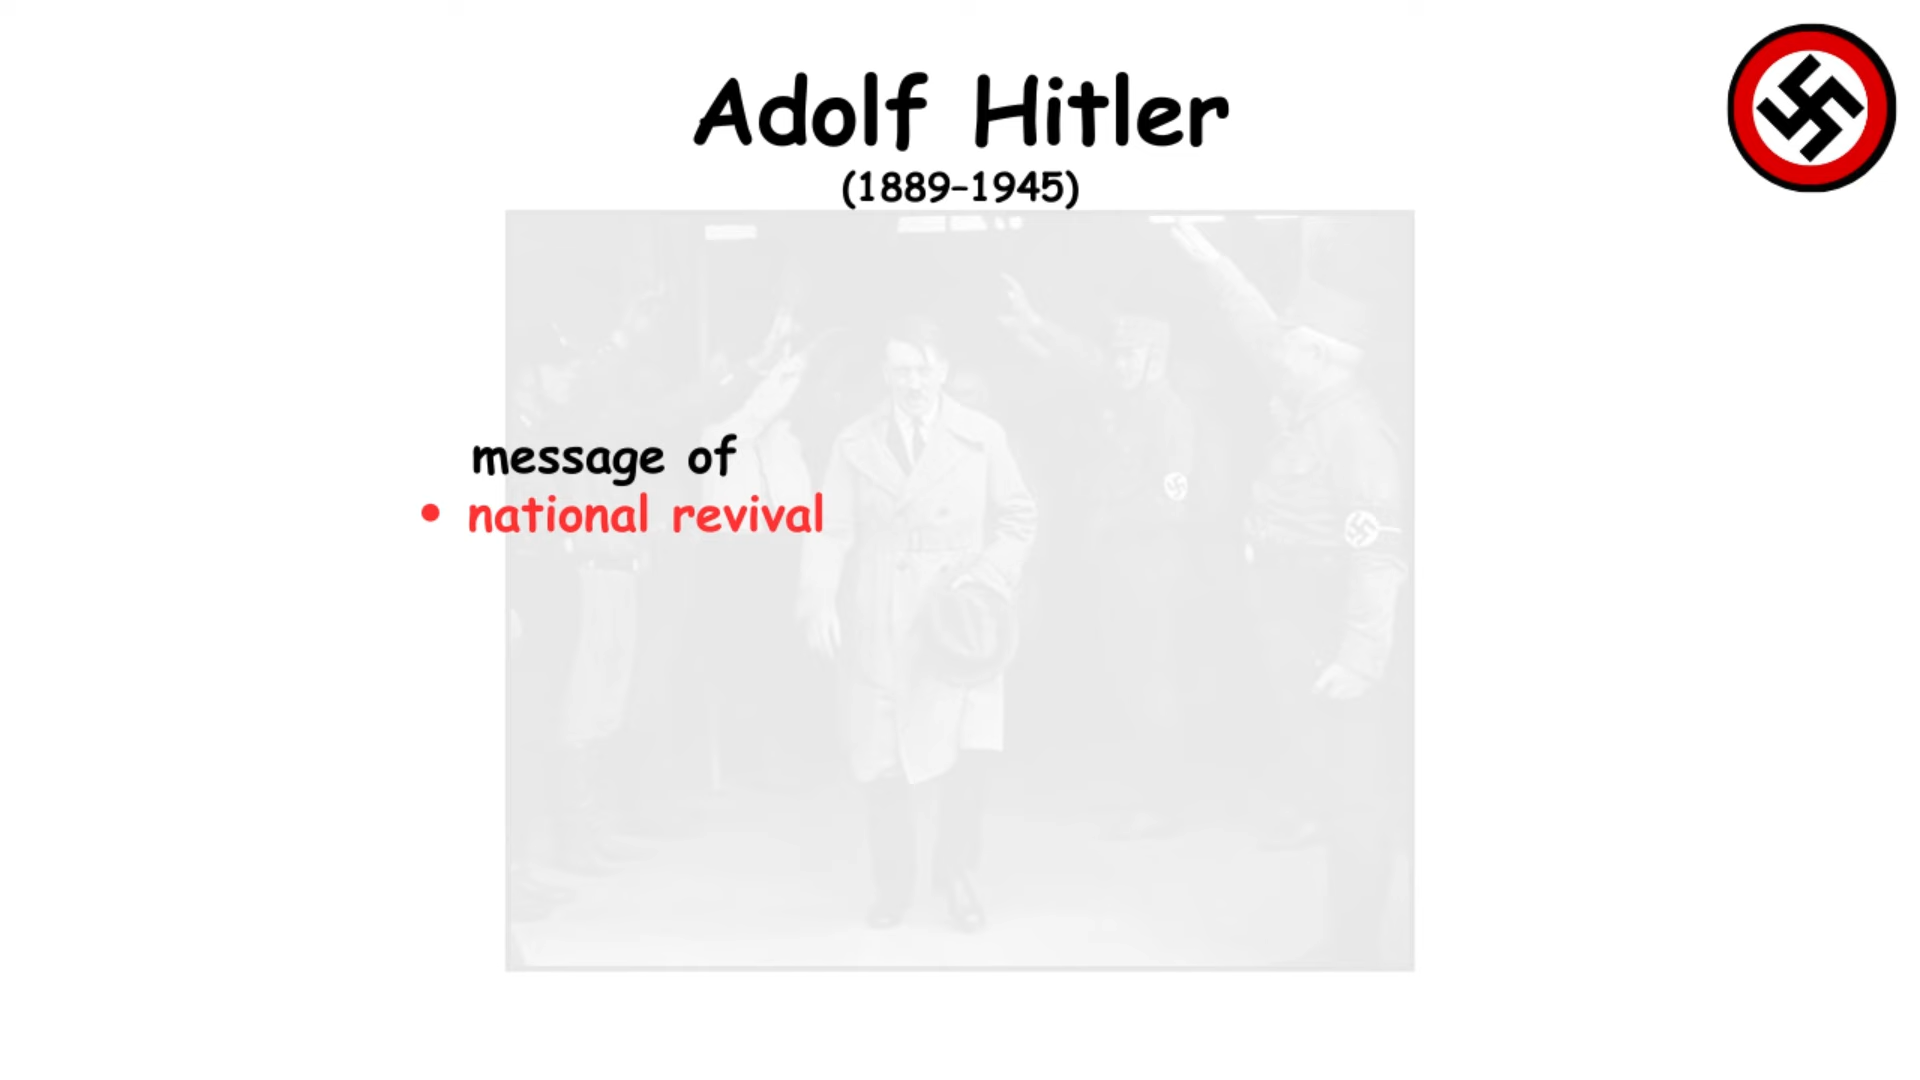 Adolf Hitler
(1889–1945)
message of
• national revival